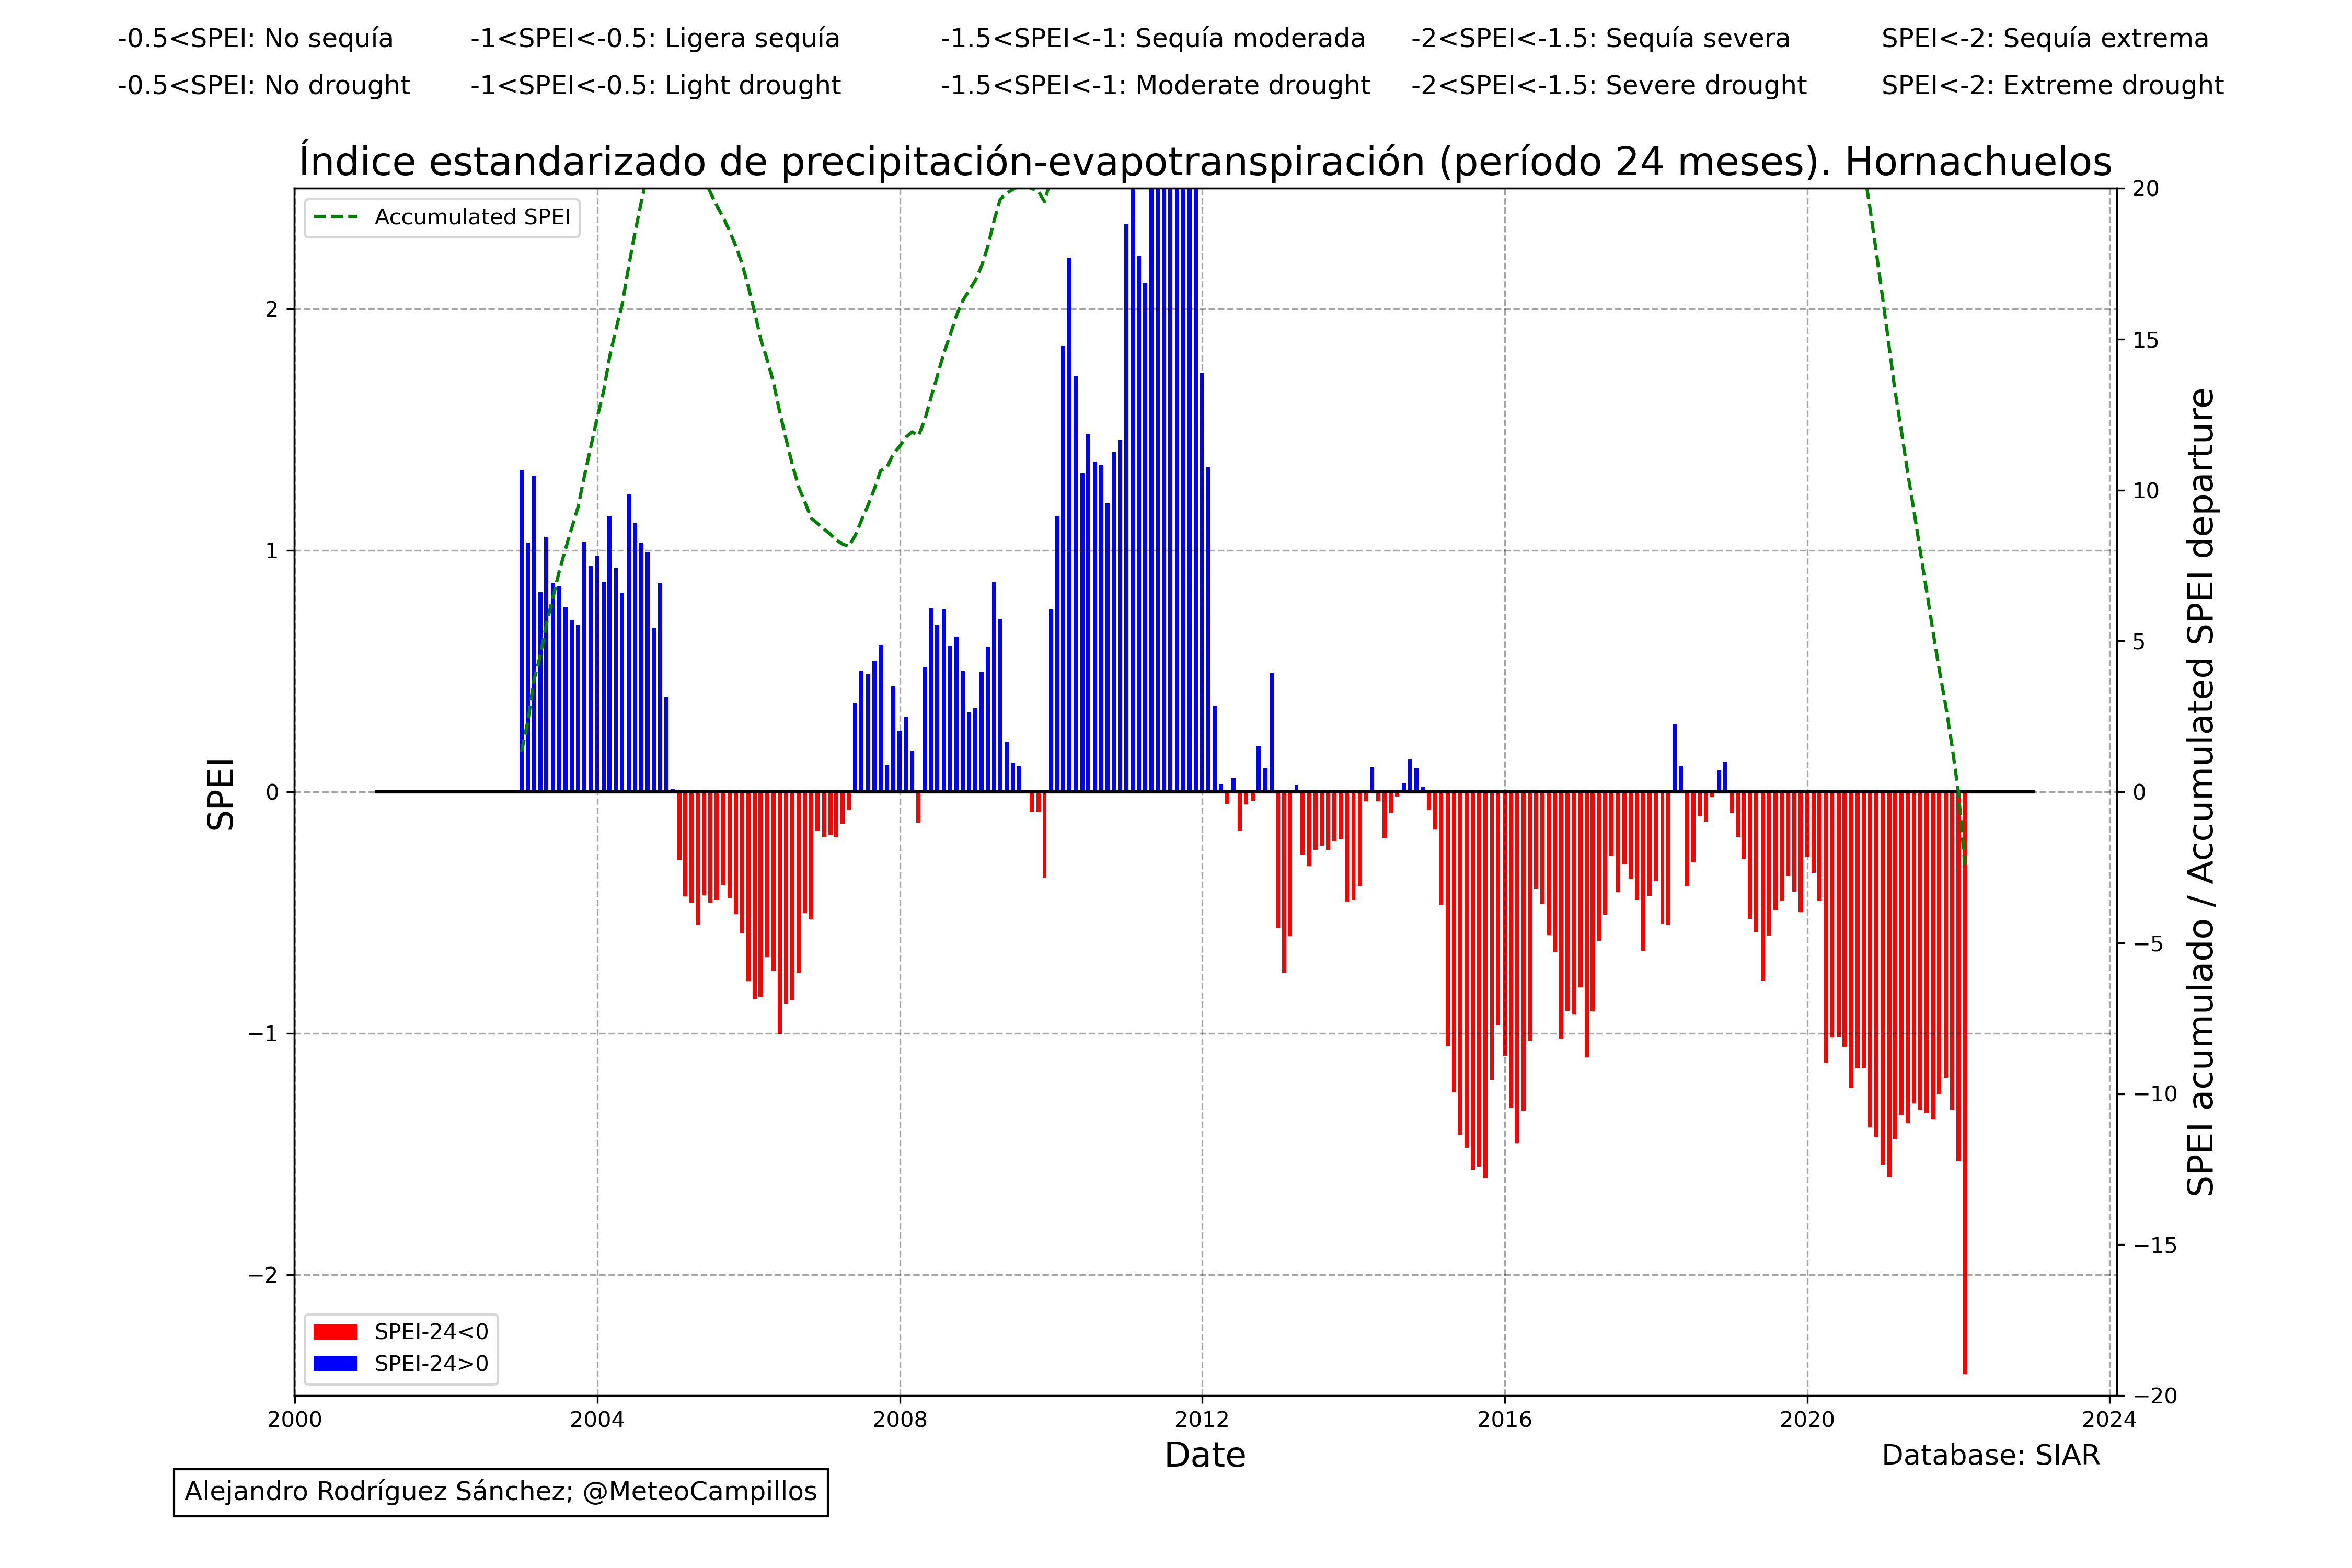 -0.5<SPEI: No sequía -1<SPEI<-0.5: Ligera sequía -1.5<SPEI<-1: Sequía moderada -2<SPEI<-1.5: Sequía severa SPEI<-2: Sequía extrema
-0.5<SPEI: No drought -1<SPEI<-0.5: Light drought -1.5<SPEI<-1: Moderate drought -2<SPEI<-1.5: Severe drought SPEI<-2: Extreme drought
Índice estandarizado de precipitación-evapotranspiración (período 24 meses). Hornachuelos
Accumulated SPEI
SPEI
2
1
0
−1
−2
20
15
10
5
0
−5
−10
−15
−20
SPEI acumulado / Accumulated SPEI departure
SPEI-24<0
SPEI-24>0
2000 2004 2008 2012 2016 2020 2024
Date
Database: SIAR
Alejandro Rodríguez Sánchez; @MeteoCampillos